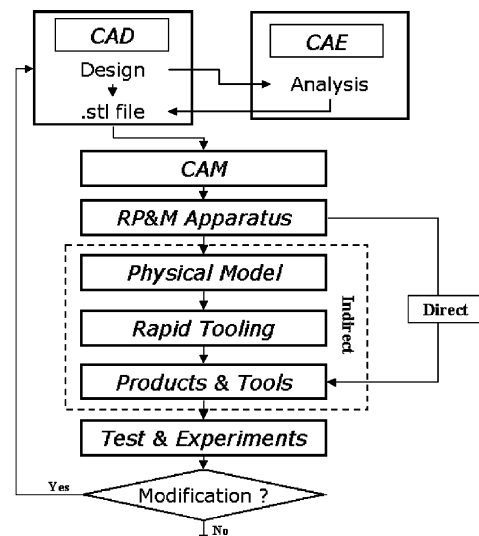 CAD
CAE
Design
Analysis
.stl file
CAM
RP&M Apparatus
Physical Model
Indirect
Direct
Rapid Tooling
Products & Tools
Test & Experiments
Yes
Modification ?
No